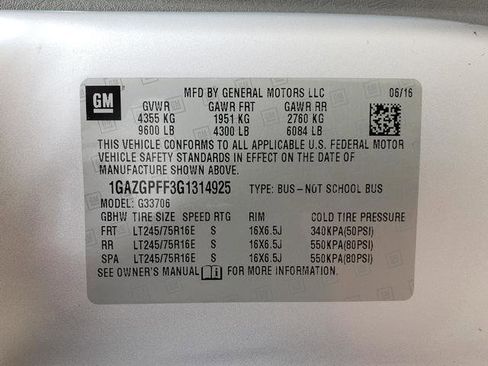 GM
MFD BY GENERAL MOTORS LLC 06/16
GVWR GAWR FRT GAWR RR
4355 KG 1951 KG 2760 KG
9600 LB 4300 LB 6084 LB
THIS VEHICLE CONFORMS TO ALL APPLICABLE U.S. FEDERAL MOTOR
VEHICLE SAFETY STANDARDS IN EFFECT ON THE DATE OF
MANUFACTURE SHOWN ABOVE.
1GAZGPFF3G1314925 TYPE: BUS-NOT SCHOOL BUS
MODEL: G33706
GBHW TIRE SIZE SPEED RTG RIM COLD TIRE PRESSURE
FRT LT245/75R16E S 16X6.5J 340KPA(50PSI)
RR LT245/75R16E S 16X6.5J 550KPA(80PSI)
SPA LT245/75R16E S 16X6.5J 550KPA(80PSI)
SEE OWNER'S MANUAL FOR MORE INFORMATION